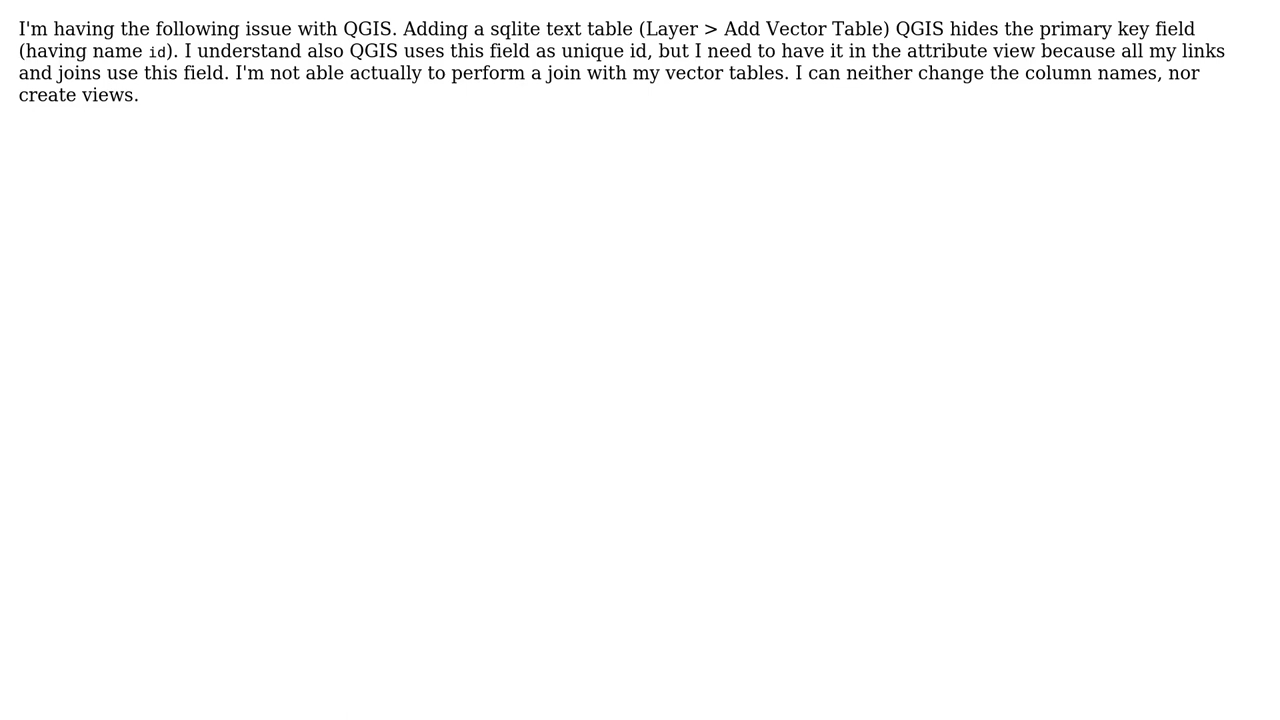 I'm having the following issue with QGIS. Adding a sqlite text table (Layer > Add Vector Table) QGIS hides the primary key field
(having name id). I understand also QGIS uses this field as unique id, but I need to have it in the attribute view because all my links
and joins use this field. I'm not able actually to perform a join with my vector tables. I can neither change the column names, nor
create views.